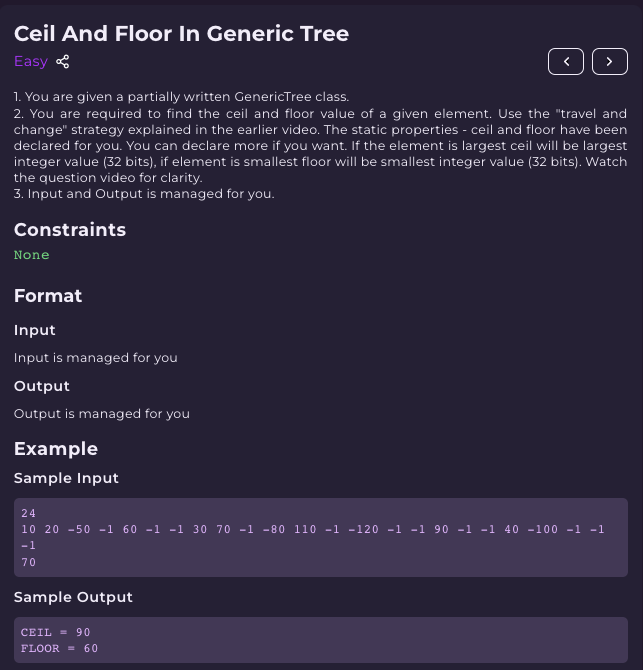 Ceil And Floor In Generic Tree
Easy
1. You are given a partially written GenericTree class.
2. You are required to find the ceil and floor value of a given element. Use the "travel and
change" strategy explained in the earlier video. The static properties - ceil and floor have been
declared for you. You can declare more if you want. If the element is largest ceil will be largest
integer value (32 bits), if element is smallest floor will be smallest integer value (32 bits). Watch
the question video for clarity.
3. Input and Output is managed for you.
Constraints
None
Format
Input
Input is managed for you
Output
Output is managed for you
Example
Sample Input
24
10 20 -50 -1 60 -1 -1 30 70 -1 -80 110 -1 -120 -1 -1 90 -1 -1 40 -100 -1 -1
-1
70
Sample Output
CEIL = 90
FLOOR = 60